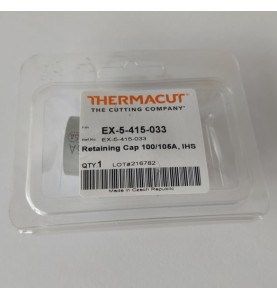 THERMACUT®
THE CUTTING COMPANY®
EX-5-415-033
EX-5-415-033
Retaining Cap 100/105A, IHS
QTY.1 LOT#216782
Made in Czech Republic